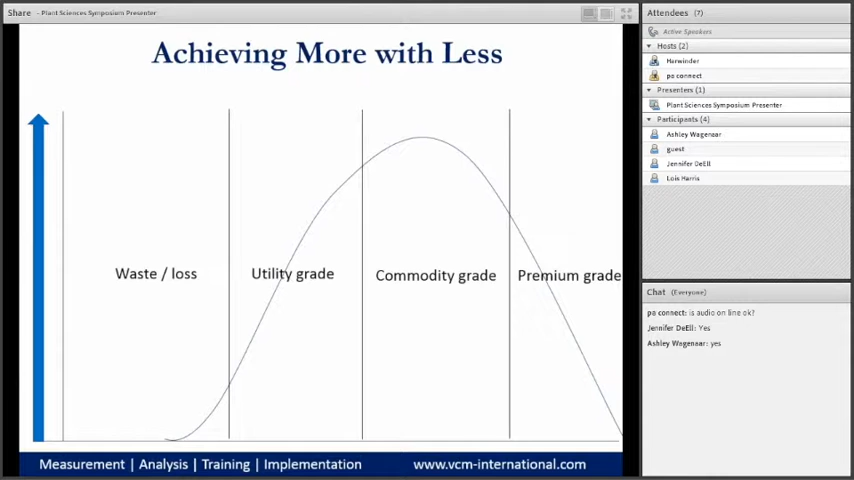 Share - Plant Sciences Symposium Presenter
Achieving More with Less
Waste / loss
Utility grade
Commodity grade
Premium grade
Measurement | Analysis | Training | Implementation
www.vcm-international.com
Attendees (7)
Active Speakers
Hosts (2)
Harwinder
pa connect
Presenters (1)
Plant Sciences Symposium Presenter
Participants (4)
Ashley Wagenaar
guest
Jennifer DeEll
Lois Harris
Chat (Everyone)
pa connect: is audio on line ok?
Jennifer DeEll: Yes
Ashley Wagenaar: yes